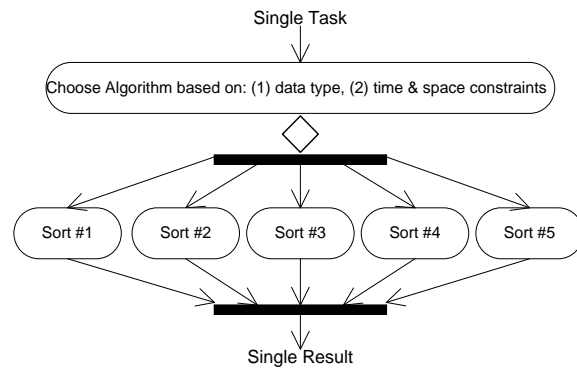 Single Task
Choose Algorithm based on: (1) data type, (2) time & space constraints
Sort #1
Sort #2
Sort #3
Sort #4
Sort #5
Single Result